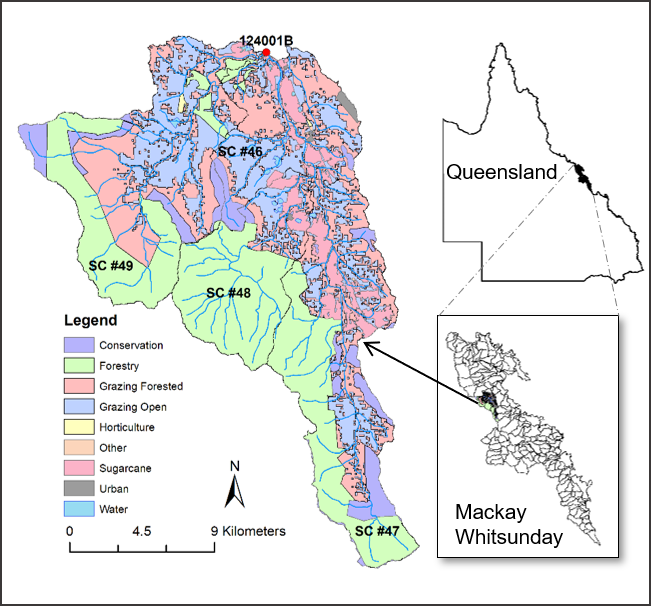 124001B
SC #46
Queensland
SC #49
SC #48
Legend
Conservation
Forestry
Grazing Forested
Grazing Open
Horticulture
Other
Sugarcane
Urban
Water
N
0 4.5 9 Kilometers
SC #47
Mackay
Whitsunday